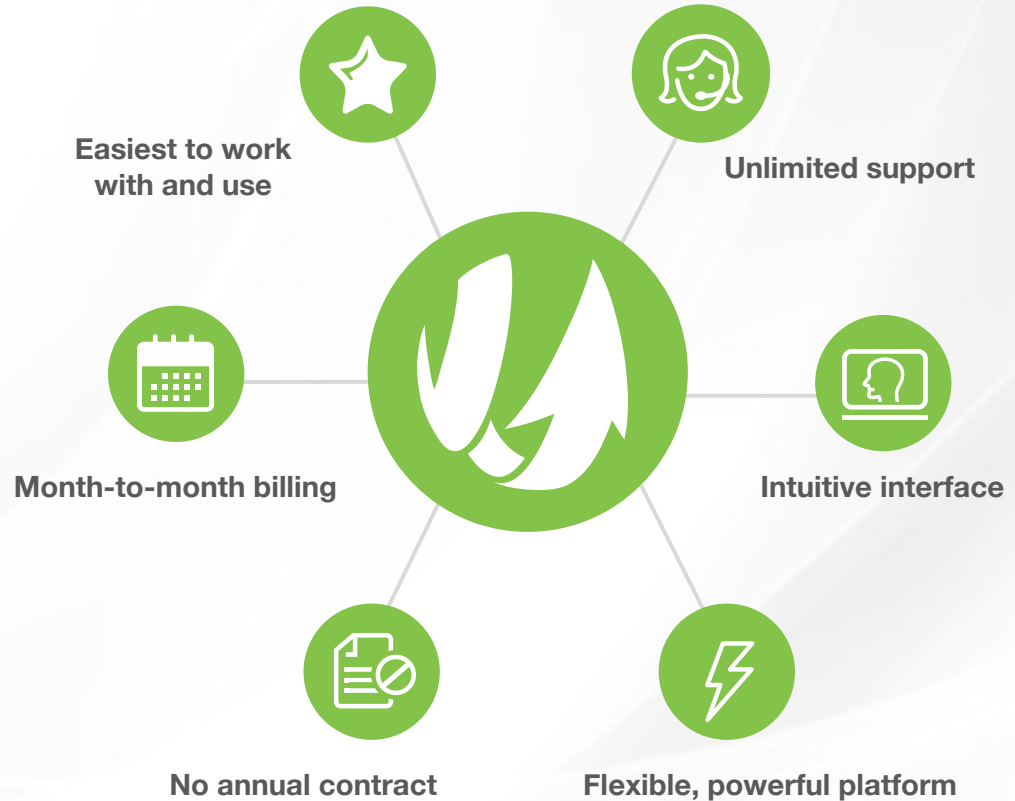 Easiest to work
with and use
Unlimited support
Month-to-month billing
Intuitive interface
No annual contract
Flexible, powerful platform